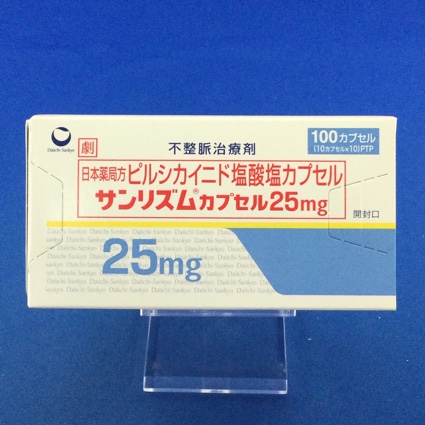 Daiichi-Sankyo
劇
不整脈治療剤
100カプセル
(10カプセル×10)PTP
日本薬局方ピルシカイニド塩酸塩カプセル
サンリズム®カプセル25mg
開封口
25mg